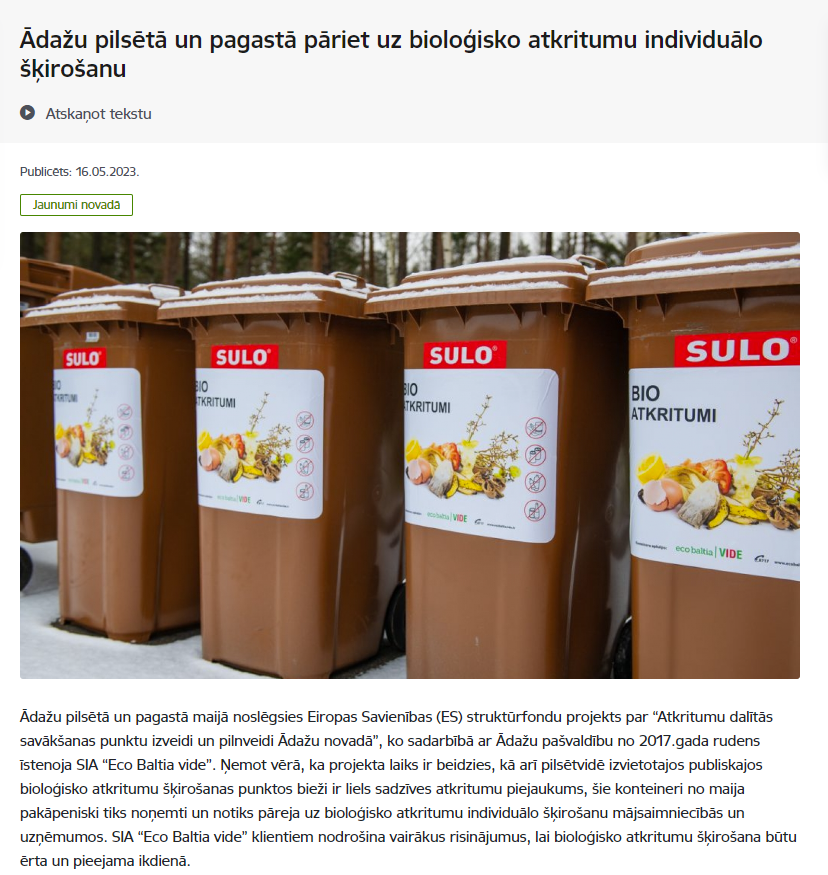 Ādažu pilsētā un pagastā pāriet uz bioloģisko atkritumu individuālo
šķirošanu
Atskaņot tekstu
Publicēts: 16.05.2023.
Jaunumi novadā
SULO
SULO
SULO
SULO
BIO
ATKRITUMI
BIO
ATKRITUMI
BIO
ATKRITUMI
BIO
ATKRITUMI
eco baltia | VIDE
eco baltia | VIDE
eco baltia | VIDE
Ādažu pilsētā un pagastā maijā noslēgsies Eiropas Savienības (ES) struktūrfondu projekts par “Atkritumu dalītās
savākšanas punktu izveidi un pilnveidi Ādažu novadā”, ko sadarbībā ar Ādažu pašvaldību no 2017.gada rudens
īstenoja SIA “Eco Baltia vide”. Ņemot vērā, ka projekta laiks ir beidzies, kā arī pilsētvidē izvietotajos publiskajos
bioloģisko atkritumu šķirošanas punktos bieži ir liels sadzīves atkritumu piejaukums, šie konteineri no maija
pakāpeniski tiks noņemti un notiks pāreja uz bioloģisko atkritumu individuālo šķirošanu mājsaimniecībās un
uzņēmumos. SIA “Eco Baltia vide” klientiem nodrošina vairākus risinājumus, lai bioloģisko atkritumu šķirošana būtu
ērta un pieejama ikdienā.